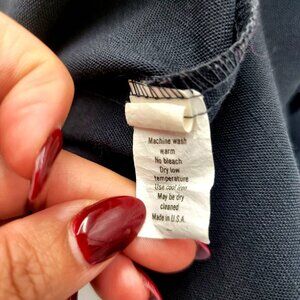 Machine wash
warm
No bleach
Dry low
temperature
Use cool iron
May be dry
cleaned
Made in U.S.A.